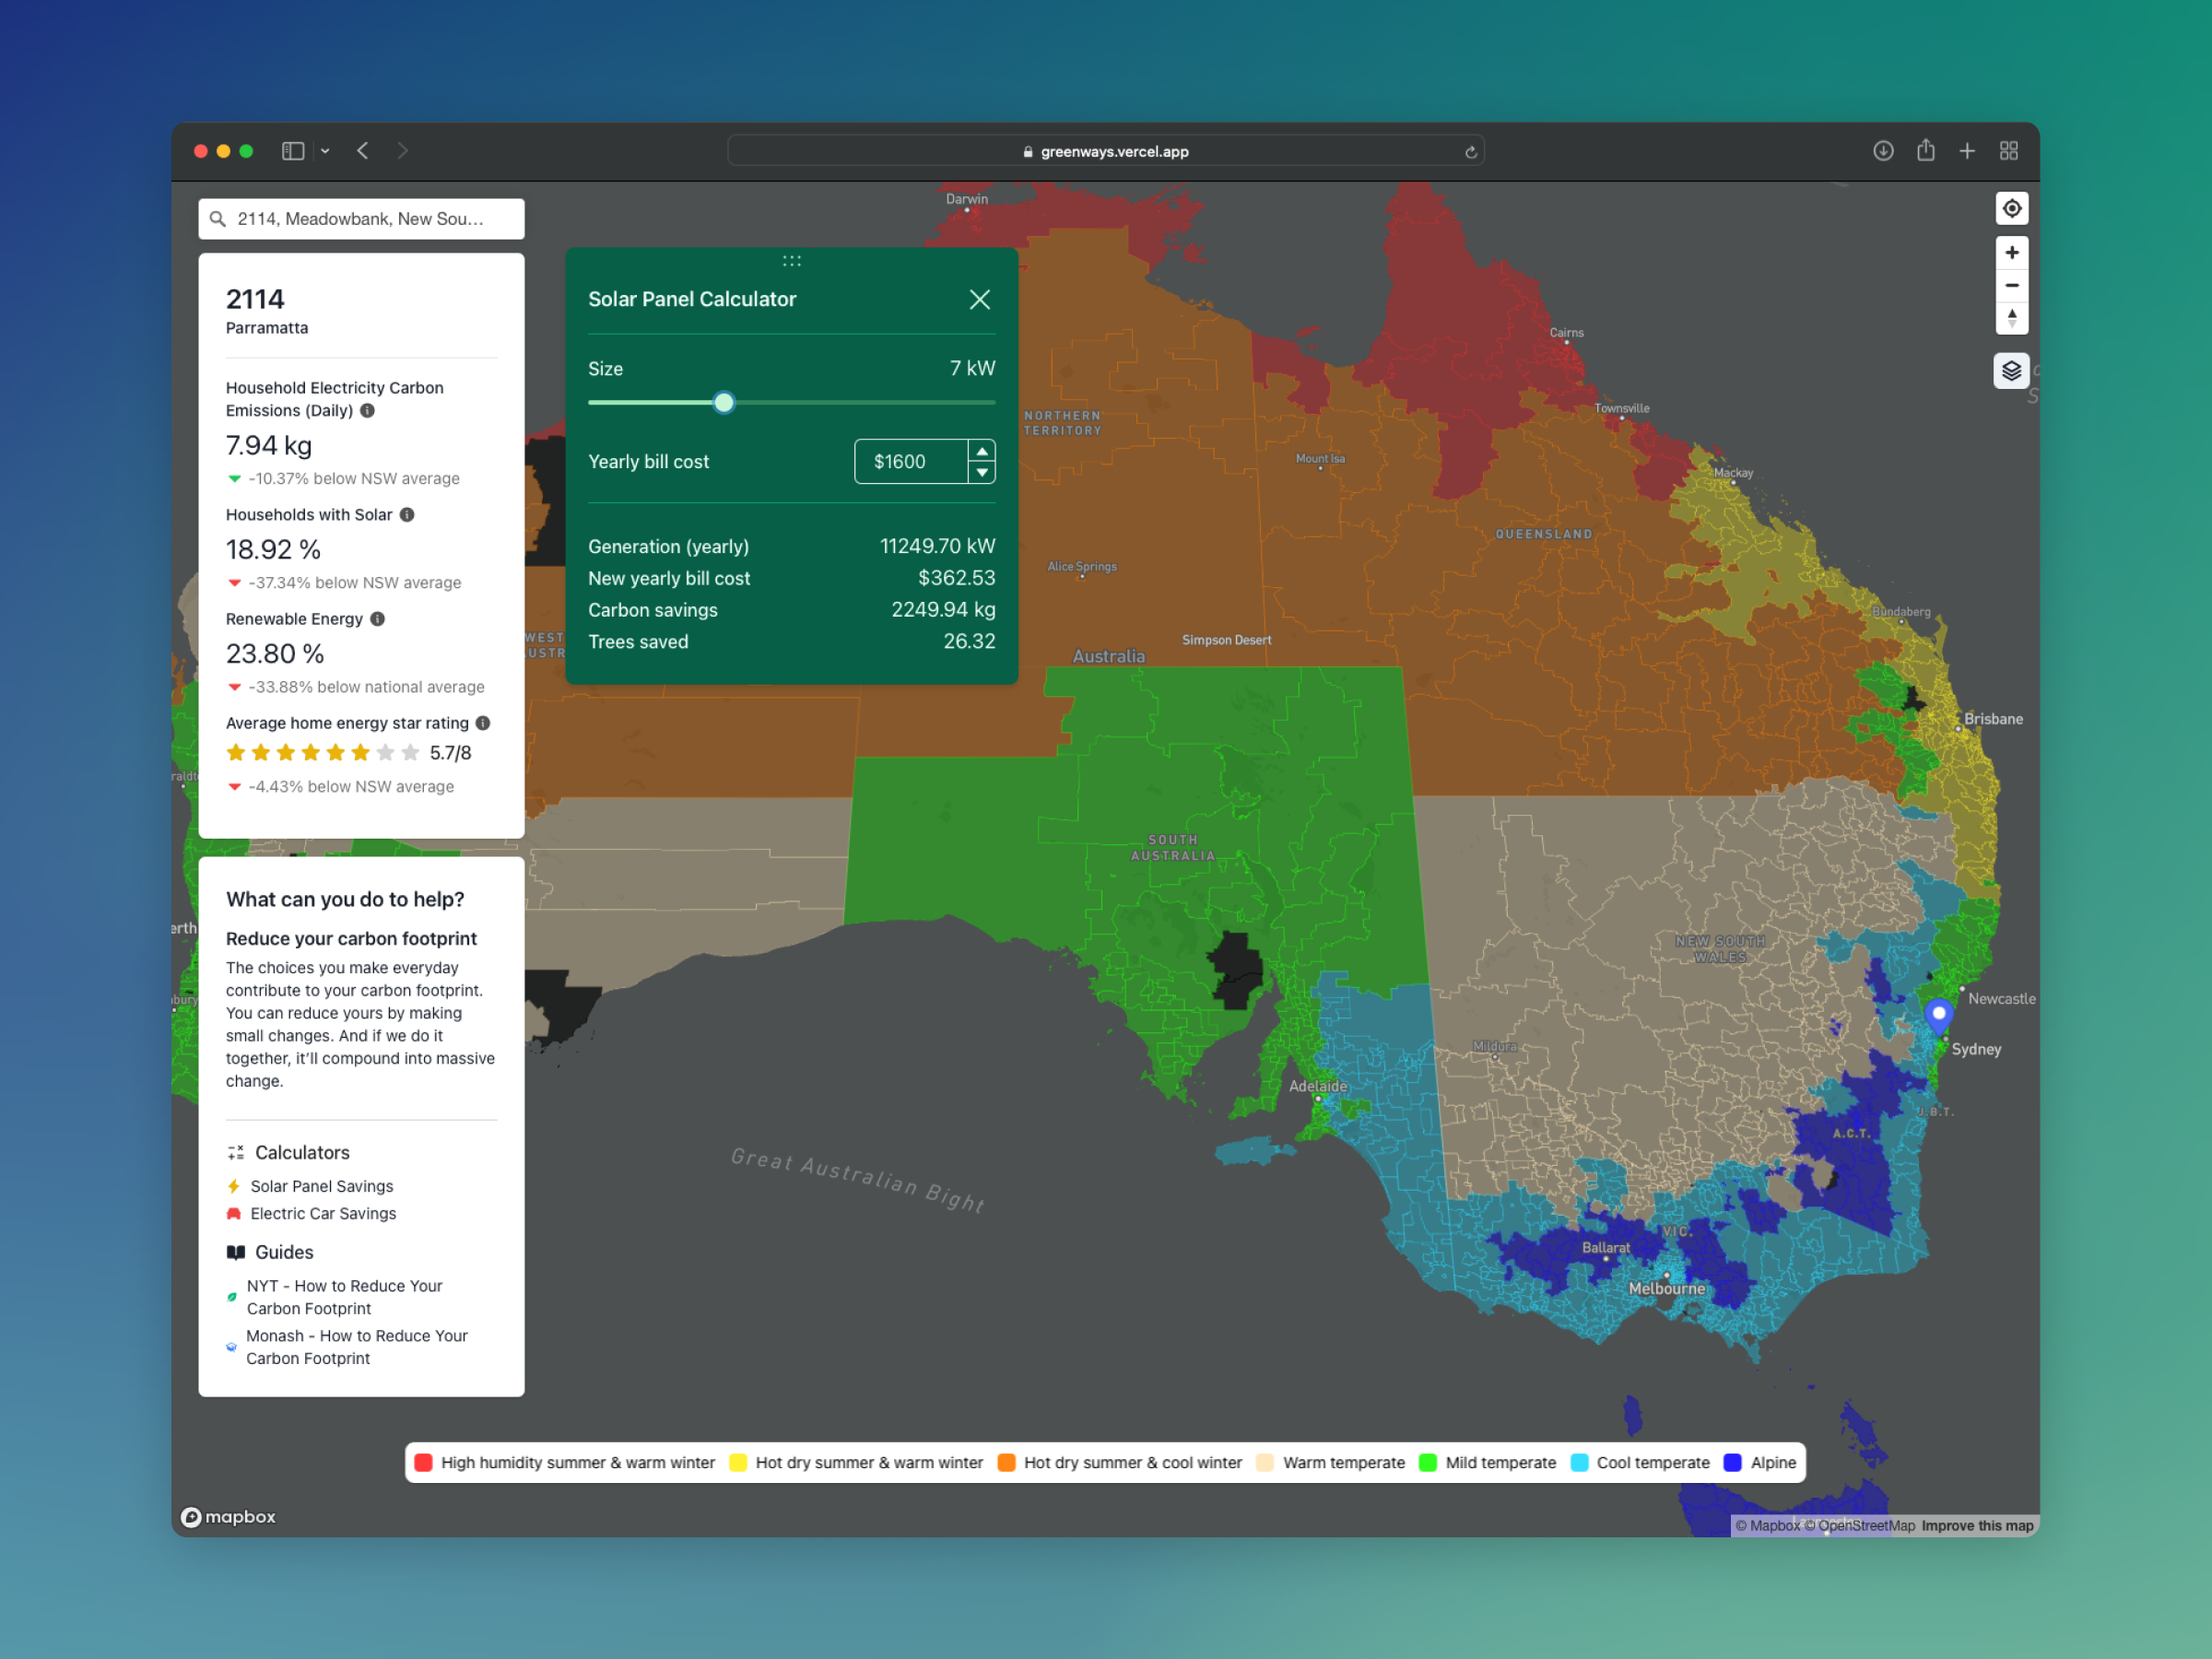 greenways.vercel.app
2114, Meadowbank, New Sou...
2114
Parramatta
Household Electricity Carbon
Emissions (Daily)
7.94 kg
-10.37% below NSW average
Households with Solar
18.92 %
-37.34% below NSW average
Renewable Energy
23.80 %
-33.88% below national average
Average home energy star rating
5.7/8
-4.43% below NSW average
What can you do to help?
Reduce your carbon footprint
The choices you make everyday
contribute to your carbon footprint.
You can reduce yours by making
small changes. And if we do it
together, it'll compound into massive
change.
Calculators
Solar Panel Savings
Electric Car Savings
Guides
NYT - How to Reduce Your
Carbon Footprint
Monash - How to Reduce Your
Carbon Footprint
Solar Panel Calculator
Size 7 kW
Yearly bill cost $1600
Generation (yearly) 11249.70 kW
New yearly bill cost $362.53
Carbon savings 2249.94 kg
Trees saved 26.32
Darwin
Cairns
NORTHERN
TERRITORY
Townsville
Mount Isa
Mackay
QUEENSLAND
Alice Springs
Bundaberg
WEST
USTR
Simpson Desert
Australia
Brisbane
raldt
SOUTH
AUSTRALIA
erth
NEW SOUTH
WALES
bury
Newcastle
Mildura
Sydney
Adelaide
J.B.T.
A.C.T.
Great Australian Bight
VIC.
Ballarat
Melbourne
High humidity summer & warm winter
Hot dry summer & warm winter
Hot dry summer & cool winter
Warm temperate
Mild temperate
Cool temperate
Alpine
mapbox
© Mapbox © OpenStreetMap Improve this map